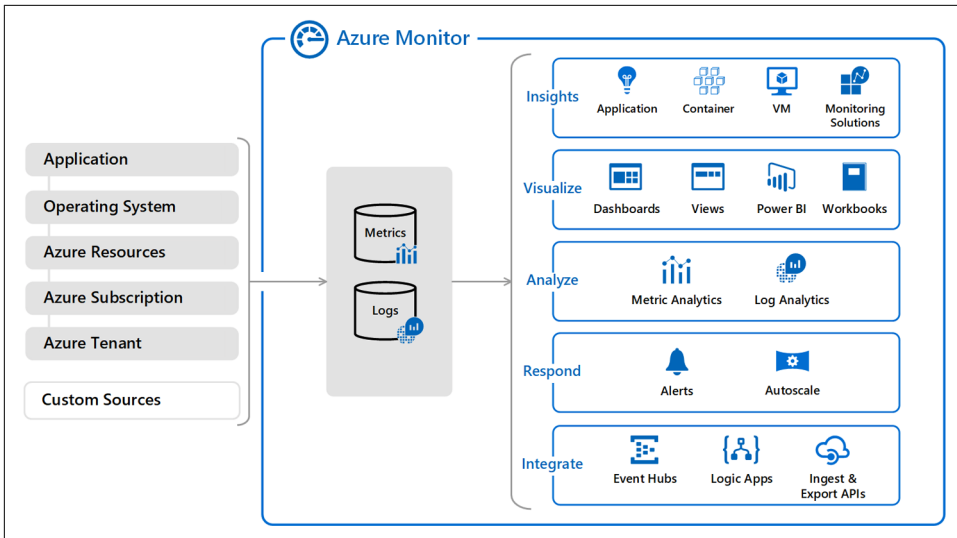 Azure Monitor
Application
Operating System
Azure Resources
Azure Subscription
Azure Tenant
Custom Sources
Metrics
Logs
Insights
Application
Container
VM
Monitoring
Solutions
Visualize
Dashboards
Views
Power BI
Workbooks
Analyze
Metric Analytics
Log Analytics
Respond
Alerts
Autoscale
Integrate
Event Hubs
Logic Apps
Ingest &
Export APIs